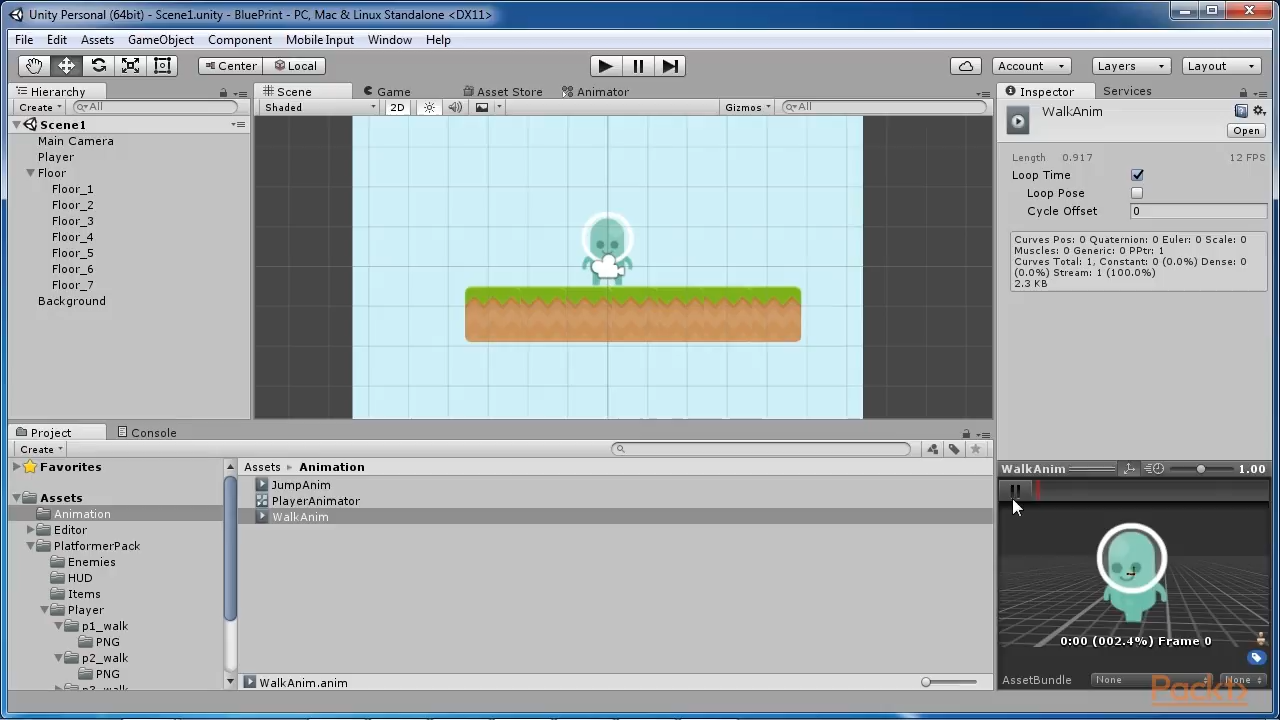 Unity Personal (64bit) - Scene1.unity - BluePrint - PC, Mac & Linux Standalone <DX11>
File Edit Assets GameObject Component Mobile Input Window Help
Center Local Account Layers Layout
Hierarchy Scene Game Asset Store Animator Inspector Services
Create All Shaded 2D Gizmos All
WalkAnim
Open
Scene1
Main Camera
Player
Floor
Floor_1
Floor_2
Floor_3
Floor_4
Floor_5
Floor_6
Floor_7
Background
Length 0.917 12 FPS
Loop Time
Loop Pose
Cycle Offset 0
Curves Pos: 0 Quaternion: 0 Euler: 0 Scale: 0
Muscles: 0 Generic: 0 PPtr: 1
Curves Total: 1, Constant: 0 (0.0%) Dense: 0
(0.0%) Stream: 1 (100.0%)
2.3 KB
Project Console
Create
Favorites
Assets
Animation
Editor
PlatformerPack
Enemies
HUD
Items
Player
p1_walk
PNG
p2_walk
PNG
Assets Animation
JumpAnim
PlayerAnimator
WalkAnim
WalkAnim.anim
WalkAnim 1.00
0:00 (002.4%) Frame 0
AssetBundle None None
Packt